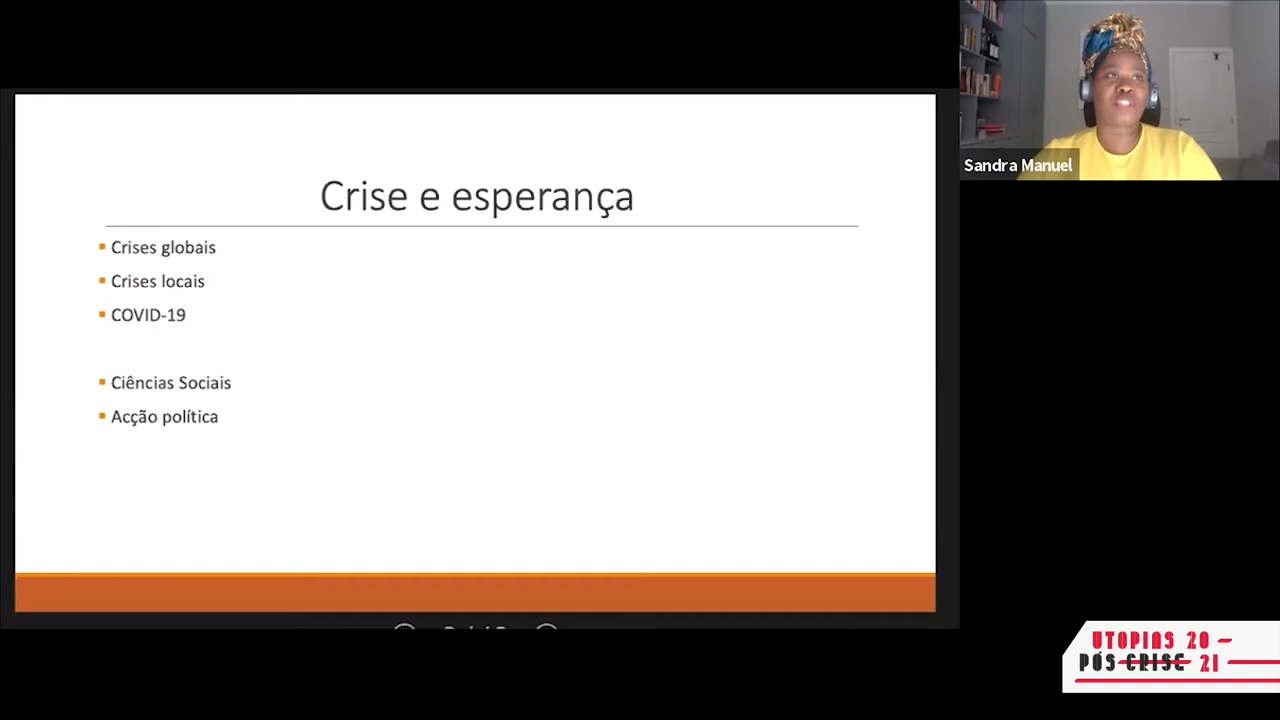 Crise e esperança
Crises globais
Crises locais
COVID-19
Ciências Sociais
Acção política
Sandra Manuel
UTOPIAS 20
PÓS CRISE 21